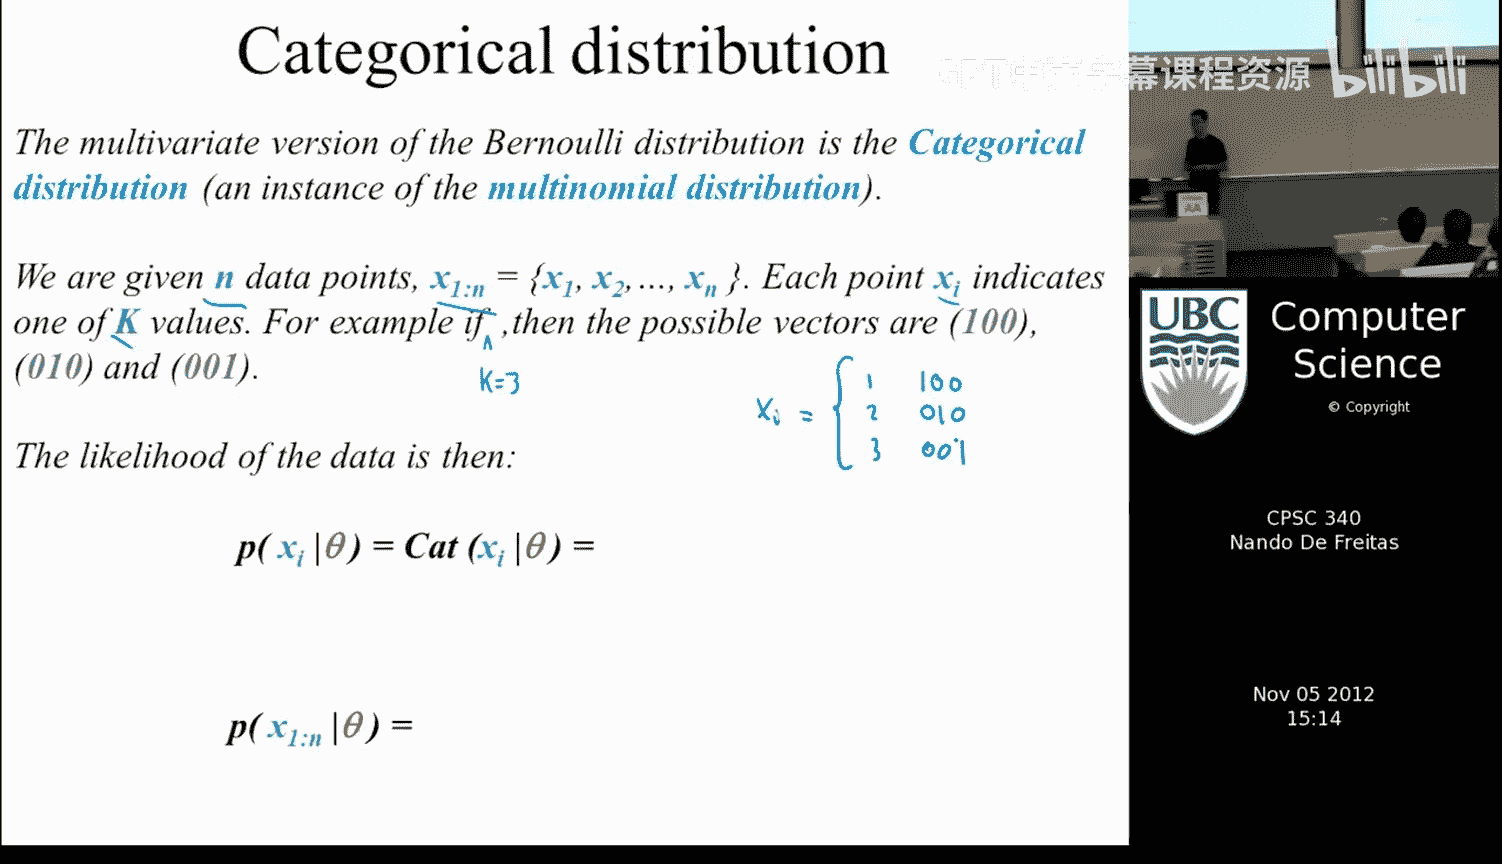 Categorical distribution
The multivariate version of the Bernoulli distribution is the Categorical
distribution (an instance of the multinomial distribution).
We are given n data points, x1:n = {x1, x2,..., xn }. Each point xi indicates
one of K values. For example if ,then the possible vectors are (100),
(010) and (001).
K=3
xi = { 1 100
2 010
3 001
The likelihood of the data is then:
p( xi |θ ) = Cat (xi |θ ) =
p( x1:n |θ ) =
幕课程资源 bilibili
UBC
Computer
Science
© Copyright
CPSC 340
Nando De Freitas
Nov 05 2012
15:14